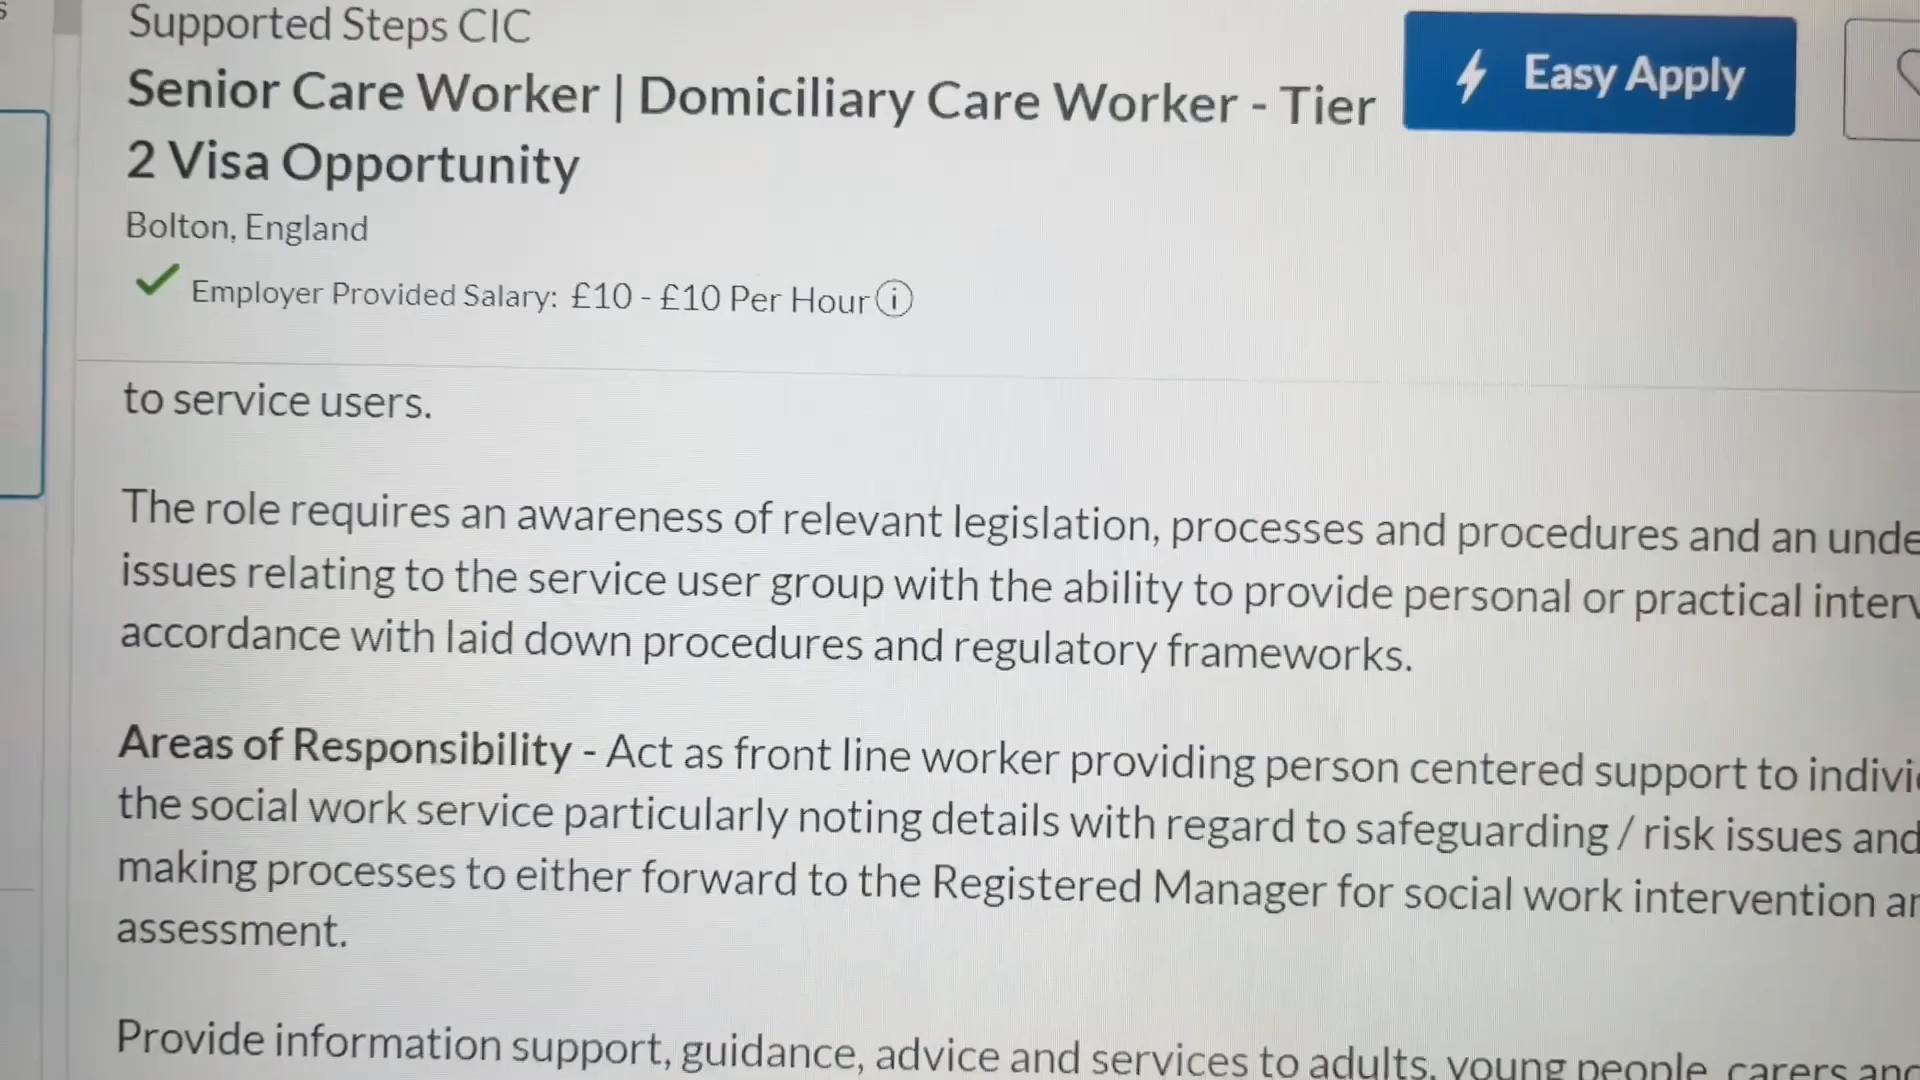 Supported Steps CIC
Senior Care Worker | Domiciliary Care Worker - Tier
2 Visa Opportunity
Easy Apply
Bolton, England
Employer Provided Salary: £10 - £10 Per Hour
to service users.
The role requires an awareness of relevant legislation, processes and procedures and an unde
issues relating to the service user group with the ability to provide personal or practical interv
accordance with laid down procedures and regulatory frameworks.
Areas of Responsibility - Act as front line worker providing person centered support to indivi
the social work service particularly noting details with regard to safeguarding / risk issues and
making processes to either forward to the Registered Manager for social work intervention an
assessment.
Provide information support, guidance, advice and services to adults, young people, carers and